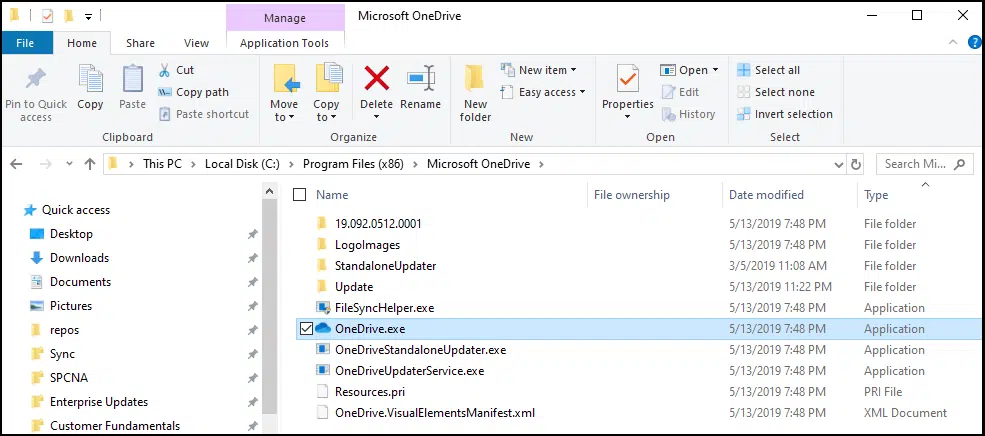 Manage
Microsoft OneDrive
File
Home
Share
View
Application Tools
?
Pin to Quick access
Copy
Paste
Cut
Copy path
Paste shortcut
Clipboard
Move to
Copy to
Delete
Rename
Organize
New folder
New item
Easy access
New
Properties
Open
Edit
History
Open
Select all
Select none
Invert selection
Select
This PC > Local Disk (C:) > Program Files (x86) > Microsoft OneDrive >
Search Mi...
Quick access
Desktop
Downloads
Documents
Pictures
repos
Sync
SPCNA
Enterprise Updates
Customer Fundamentals
Name File ownership Date modified Type
19.092.0512.0001 5/13/2019 7:48 PM File folder
LogoImages 5/13/2019 7:48 PM File folder
StandaloneUpdater 3/5/2019 11:08 AM File folder
Update 5/13/2019 11:22 PM File folder
FileSyncHelper.exe 5/13/2019 7:48 PM Application
OneDrive.exe 5/13/2019 7:48 PM Application
OneDriveStandaloneUpdater.exe 5/13/2019 7:48 PM Application
OneDriveUpdaterService.exe 5/13/2019 7:48 PM Application
Resources.pri 5/13/2019 7:48 PM PRI File
OneDrive.VisualElementsManifest.xml 5/13/2019 7:48 PM XML Document